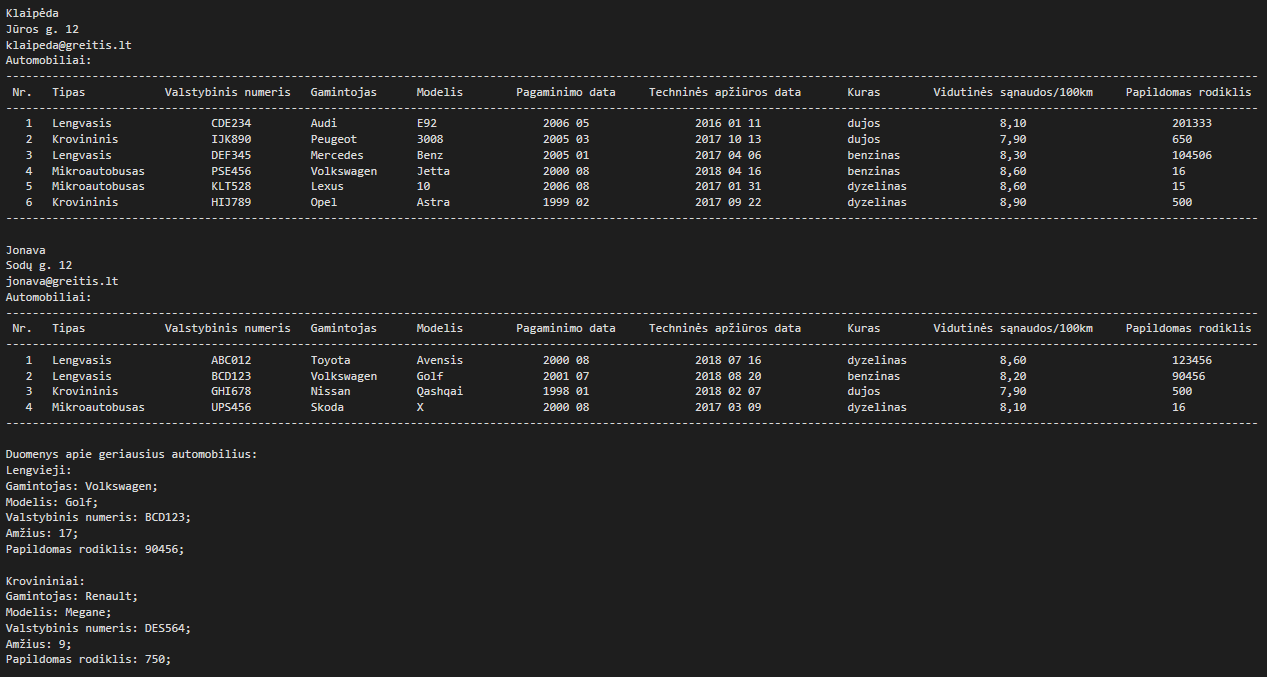 Klaipėda
Jūros g. 12
klaipeda@greitis.lt
Automobiliai:
Nr. Tipas Valstybinis numeris Gamintojas Modelis Pagaminimo data Techninės apžiūros data Kuras Vidutinės sąnaudos/100km Papildomas rodiklis
1 Lengvasis CDE234 Audi E92 2006 05 2016 01 11 dujos 8,10 201333
2 Krovininis IJK890 Peugeot 3008 2005 03 2017 10 13 dujos 7,90 650
3 Lengvasis DEF345 Mercedes Benz 2005 01 2017 04 06 benzinas 8,30 104506
4 Mikroautobusas PSE456 Volkswagen Jetta 2000 08 2018 04 16 benzinas 8,60 16
5 Mikroautobusas KLT528 Lexus 10 2006 08 2017 01 31 dyzelinas 8,60 15
6 Krovininis HIJ789 Opel Astra 1999 02 2017 09 22 dyzelinas 8,90 500
Jonava
Sodų g. 12
jonava@greitis.lt
Automobiliai:
Nr. Tipas Valstybinis numeris Gamintojas Modelis Pagaminimo data Techninės apžiūros data Kuras Vidutinės sąnaudos/100km Papildomas rodiklis
1 Lengvasis ABC012 Toyota Avensis 2000 08 2018 07 16 dyzelinas 8,60 123456
2 Lengvasis BCD123 Volkswagen Golf 2001 07 2018 08 20 benzinas 8,20 90456
3 Krovininis GHI678 Nissan Qashqai 1998 01 2018 02 07 dujos 7,90 500
4 Mikroautobusas UPS456 Skoda X 2000 08 2017 03 09 dyzelinas 8,10 16
Duomenys apie geriausius automobilius:
Lengvieji:
Gamintojas: Volkswagen;
Modelis: Golf;
Valstybinis numeris: BCD123;
Amžius: 17;
Papildomas rodiklis: 90456;
Krovininiai:
Gamintojas: Renault;
Modelis: Megane;
Valstybinis numeris: DES564;
Amžius: 9;
Papildomas rodiklis: 750;